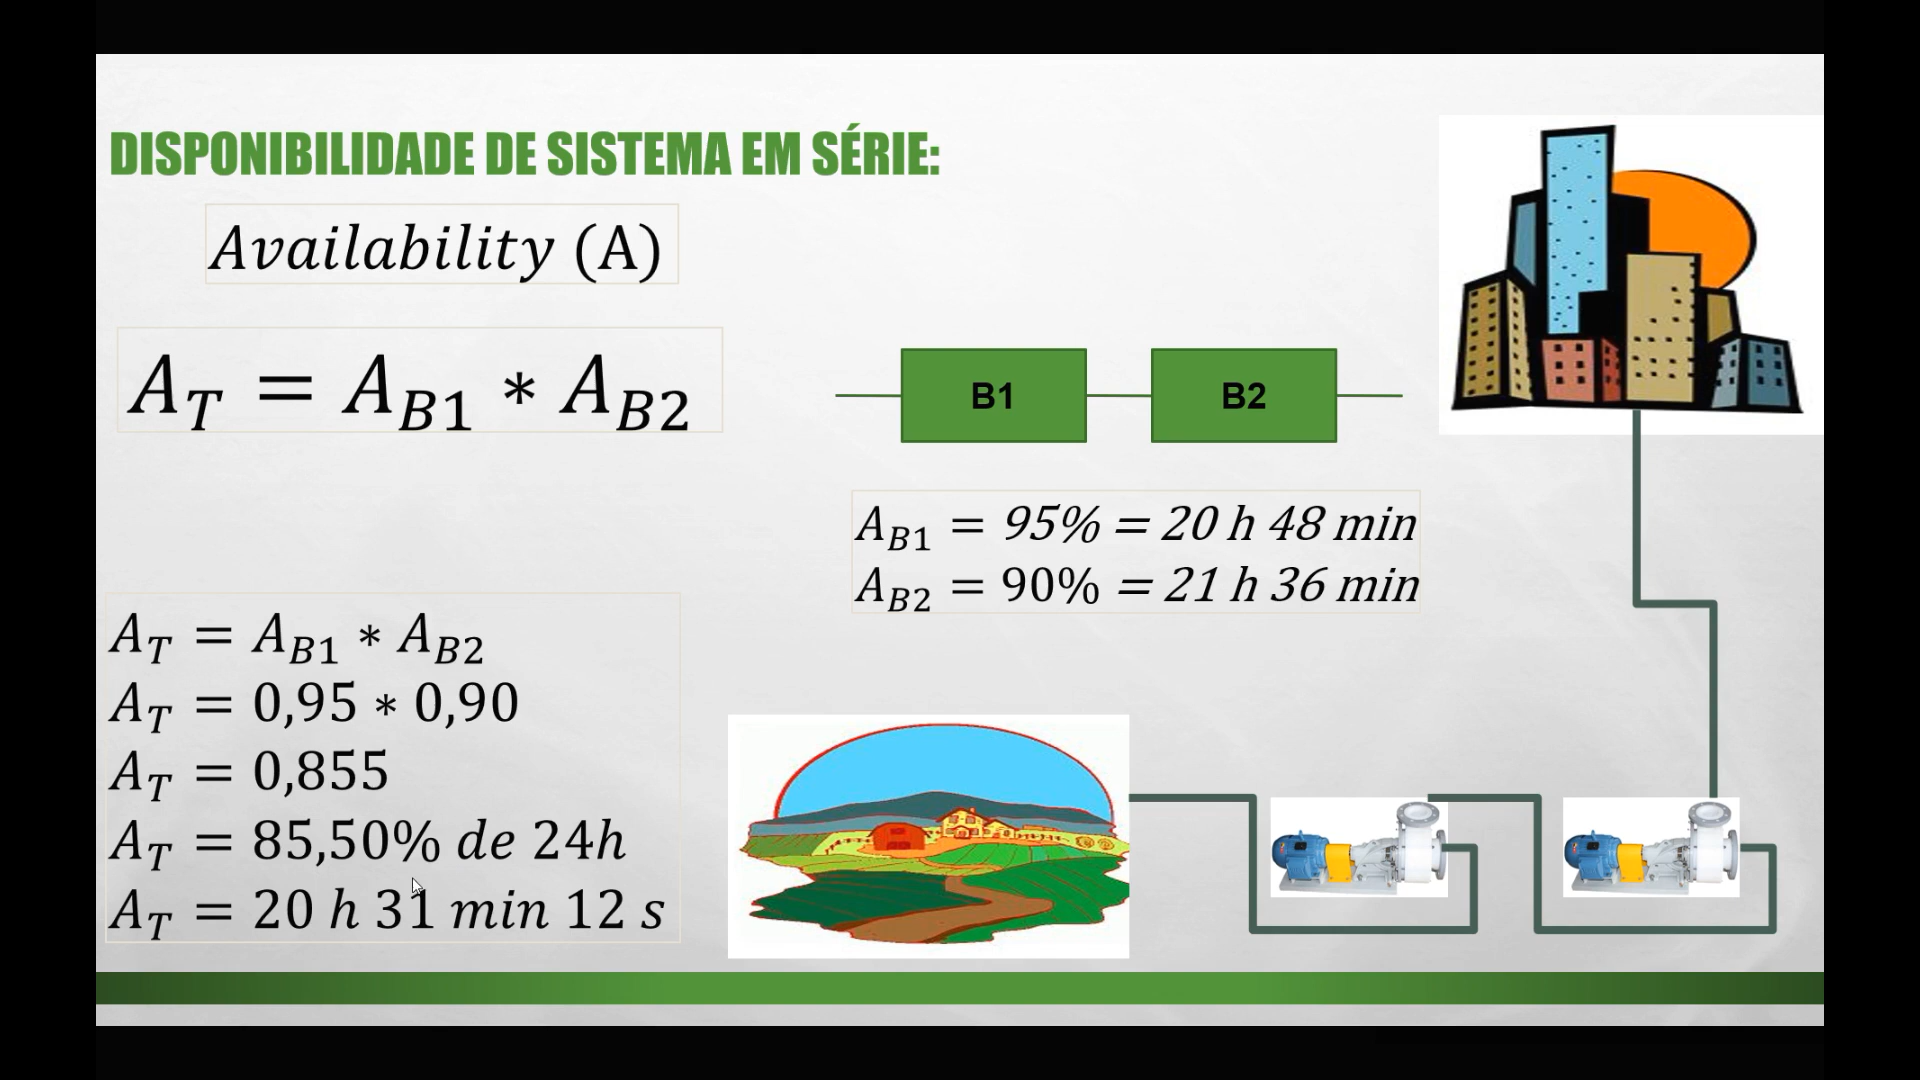 DISPONIBILIDADE DE SISTEMA EM SÉRIE:
Availability (A)
A_T = A_B1 * A_B2
B1
B2
A_B1 = 95% = 20 h 48 min
A_B2 = 90% = 21 h 36 min
A_T = A_B1 * A_B2
A_T = 0,95 * 0,90
A_T = 0,855
A_T = 85,50% de 24h
A_T = 20 h 31 min 12 s